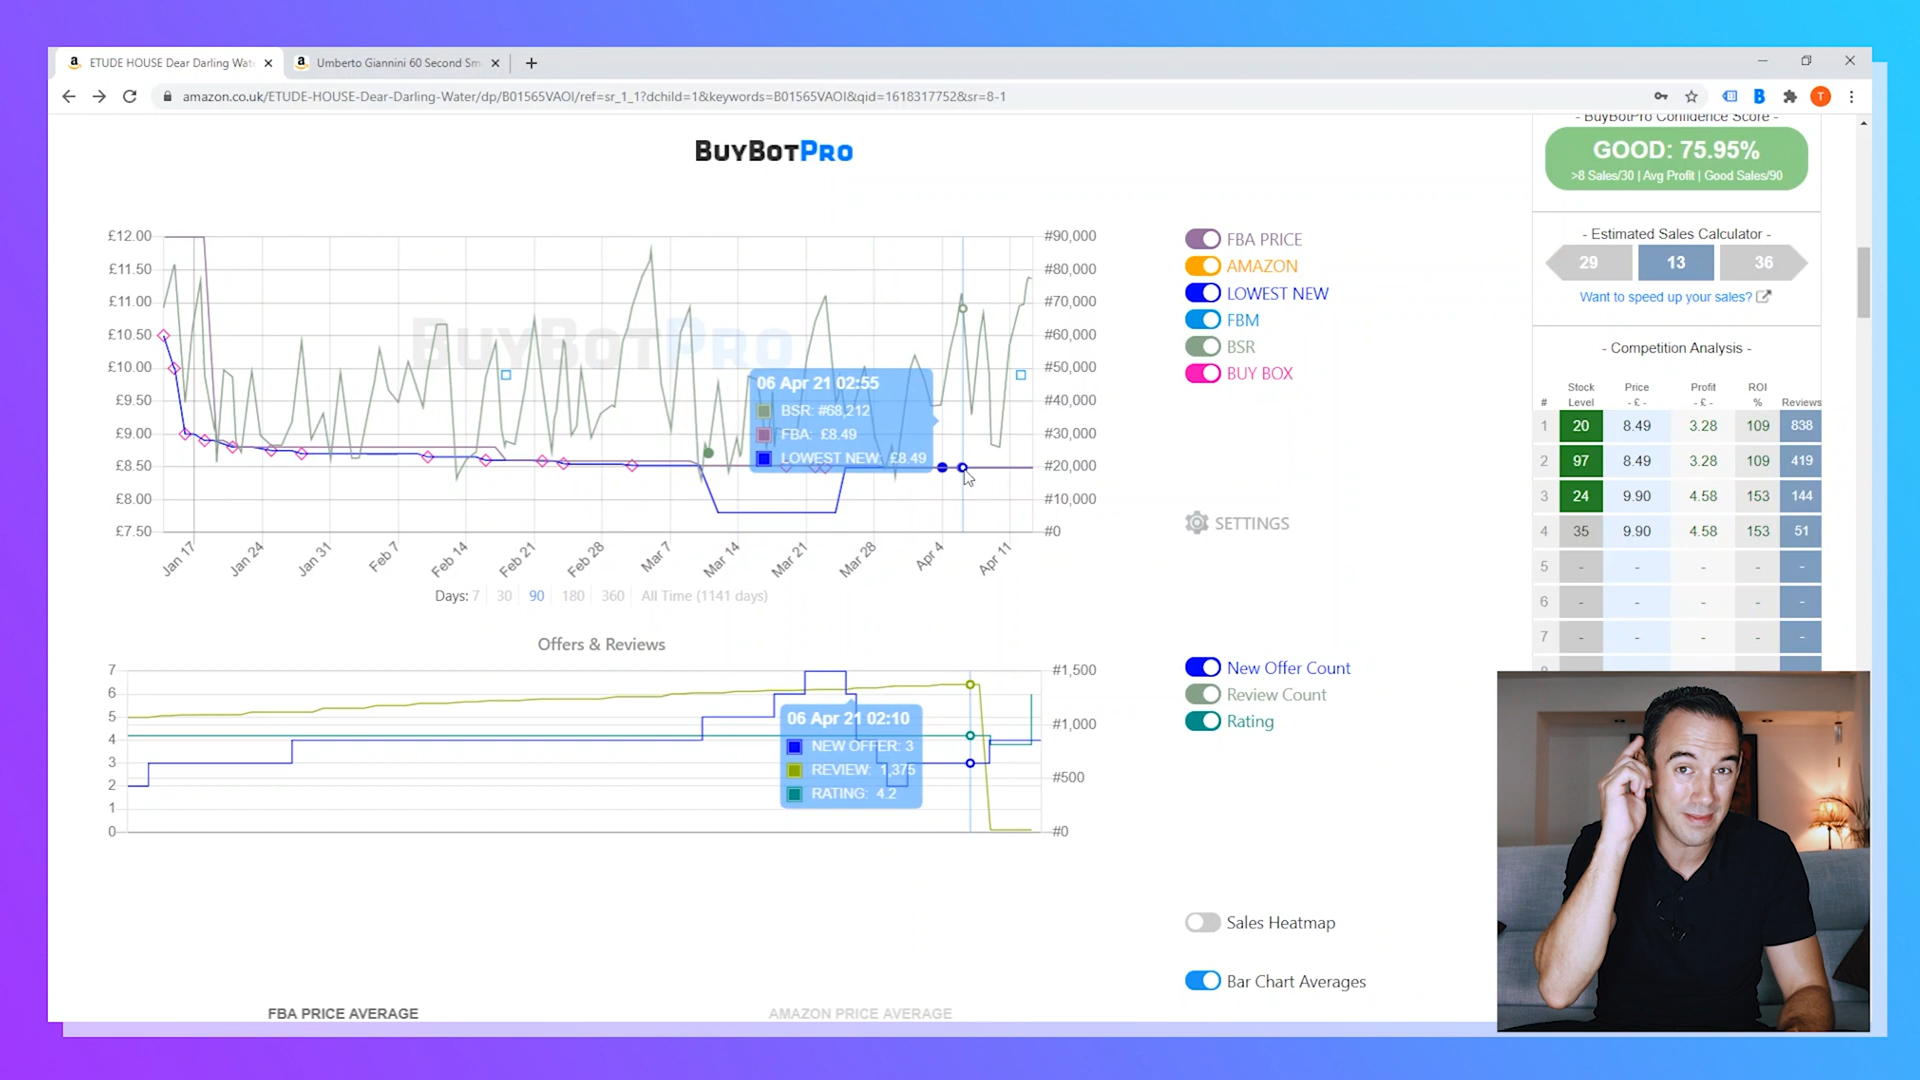 ETUDE HOUSE Dear Darling Wat
Umberto Giannini 60 Second Sm
amazon.co.uk/ETUDE-HOUSE-Dear-Darling-Water/dp/B01565VAOI/ref=sr_1_1?dchild=1&keywords=B01565VAOI&qid=1618317752&sr=8-1
BUYBOTPRO
£12.00
£11.50
£11.00
£10.50
£10.00
£9.50
£9.00
£8.50
£8.00
£7.50
#90,000
#80,000
#70,000
#60,000
#50,000
#40,000
#30,000
#20,000
#10,000
#0
BUYBOTPRO
06 Apr 21 02:55
BSR: #68,212
FBA: £8.49
LOWEST NEW: £8.49
Jan 17
Jan 24
Jan 31
Feb 7
Feb 14
Feb 21
Feb 28
Mar 7
Mar 14
Mar 21
Mar 28
Apr 4
Apr 11
Days: 7 30 90 180 360 All Time (1141 days)
FBA PRICE
AMAZON
LOWEST NEW
FBM
BSR
BUY BOX
SETTINGS
Offers & Reviews
7
6
5
4
3
2
1
0
#1,500
#1,000
#500
#0
06 Apr 21 02:10
NEW OFFER: 3
REVIEW: 1,375
RATING: 4.2
New Offer Count
Review Count
Rating
Sales Heatmap
Bar Chart Averages
FBA PRICE AVERAGE
AMAZON PRICE AVERAGE
- BuyBotPro Confidence Score -
GOOD: 75.95%
>8 Sales/30 | Avg Profit | Good Sales/90
- Estimated Sales Calculator -
29 13 36
Want to speed up your sales?
- Competition Analysis -
# Stock Level Price - £ - Profit - £ - ROI % Reviews
1 20 8.49 3.28 109 838
2 97 8.49 3.28 109 419
3 24 9.90 4.58 153 144
4 35 9.90 4.58 153 51
5 - - - - -
6 - - - - -
7 - - - - -